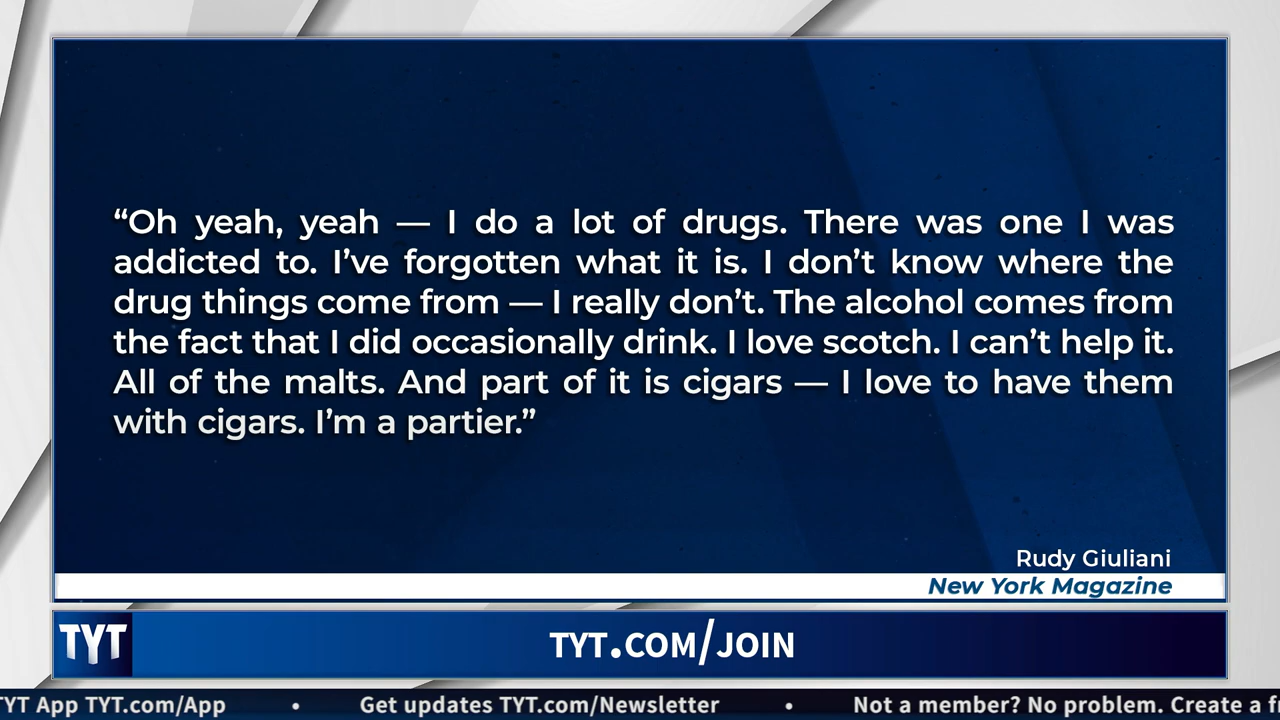 “Oh yeah, yeah — I do a lot of drugs. There was one I was
addicted to. I’ve forgotten what it is. I don’t know where the
drug things come from — I really don’t. The alcohol comes from
the fact that I did occasionally drink. I love scotch. I can’t help it.
All of the malts. And part of it is cigars — I love to have them
with cigars. I’m a partier.”
Rudy Giuliani
New York Magazine
TYT TYT.COM/JOIN
TYT App TYT.com/App • Get updates TYT.com/Newsletter • Not a member? No problem. Create a